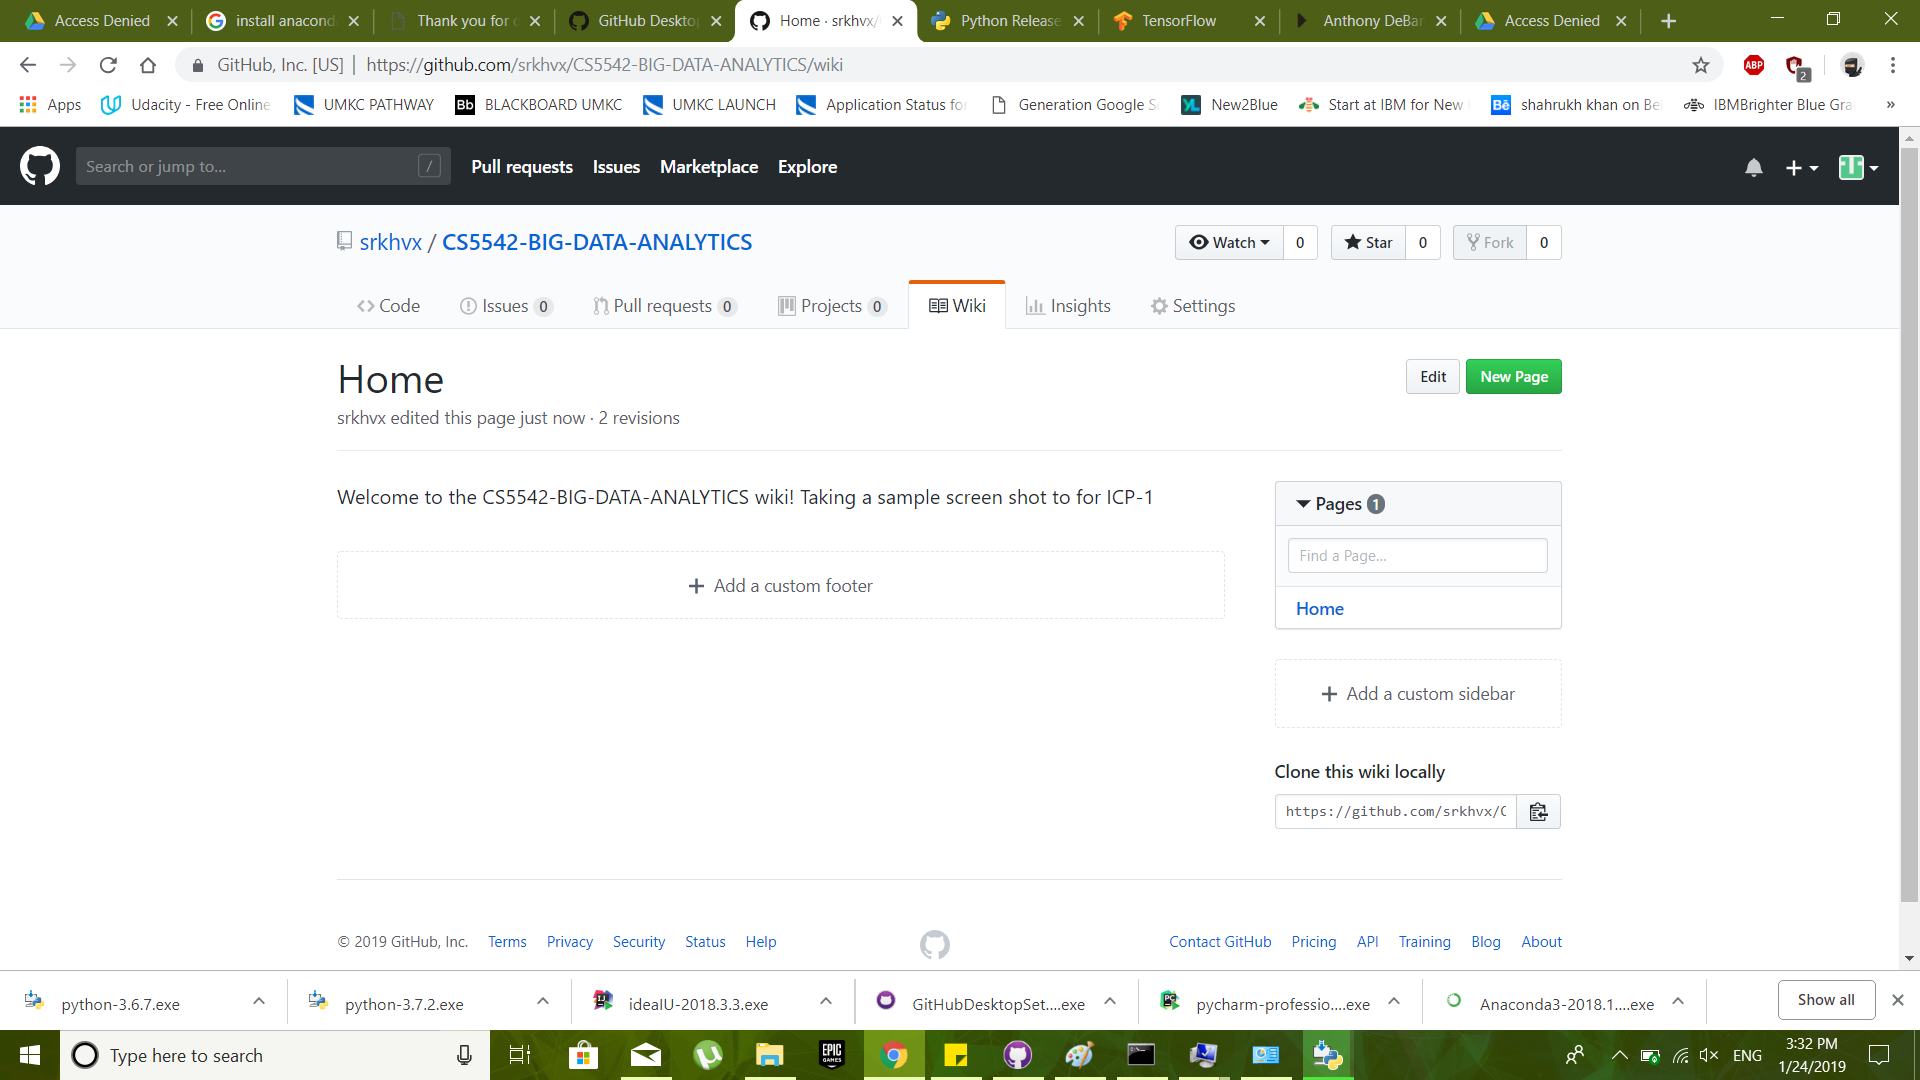 Access Denied
install anacond
Thank you for
GitHub Deskto
Home · srkhvx/
Python Release
TensorFlow
Anthony DeBar
Access Denied
GitHub, Inc. [US] | https://github.com/srkhvx/CS5542-BIG-DATA-ANALYTICS/wiki
ABP
2
Apps
Udacity - Free Online
UMKC PATHWAY
Bb BLACKBOARD UMKC
UMKC LAUNCH
Application Status fo
Generation Google S
YL New2Blue
Start at IBM for New
Bē shahrukh khan on Be
IBMBrighter Blue Gra
»
Search or jump to... /
Pull requests Issues Marketplace Explore
srkhvx / CS5542-BIG-DATA-ANALYTICS
Watch 0
Star 0
Fork 0
Code
Issues 0
Pull requests 0
Projects 0
Wiki
Insights
Settings
Home
Edit
New Page
srkhvx edited this page just now · 2 revisions
Welcome to the CS5542-BIG-DATA-ANALYTICS wiki! Taking a sample screen shot to for ICP-1
Add a custom footer
Pages 1
Find a Page...
Home
Add a custom sidebar
Clone this wiki locally
https://github.com/srkhvx/C
© 2019 GitHub, Inc. Terms Privacy Security Status Help
Contact GitHub Pricing API Training Blog About
python-3.6.7.exe
python-3.7.2.exe
ideaIU-2018.3.3.exe
GitHubDesktopSet....exe
pycharm-professio....exe
Anaconda3-2018.1....exe
Show all
Type here to search
EPIC GAMES
ENG
3:32 PM
1/24/2019